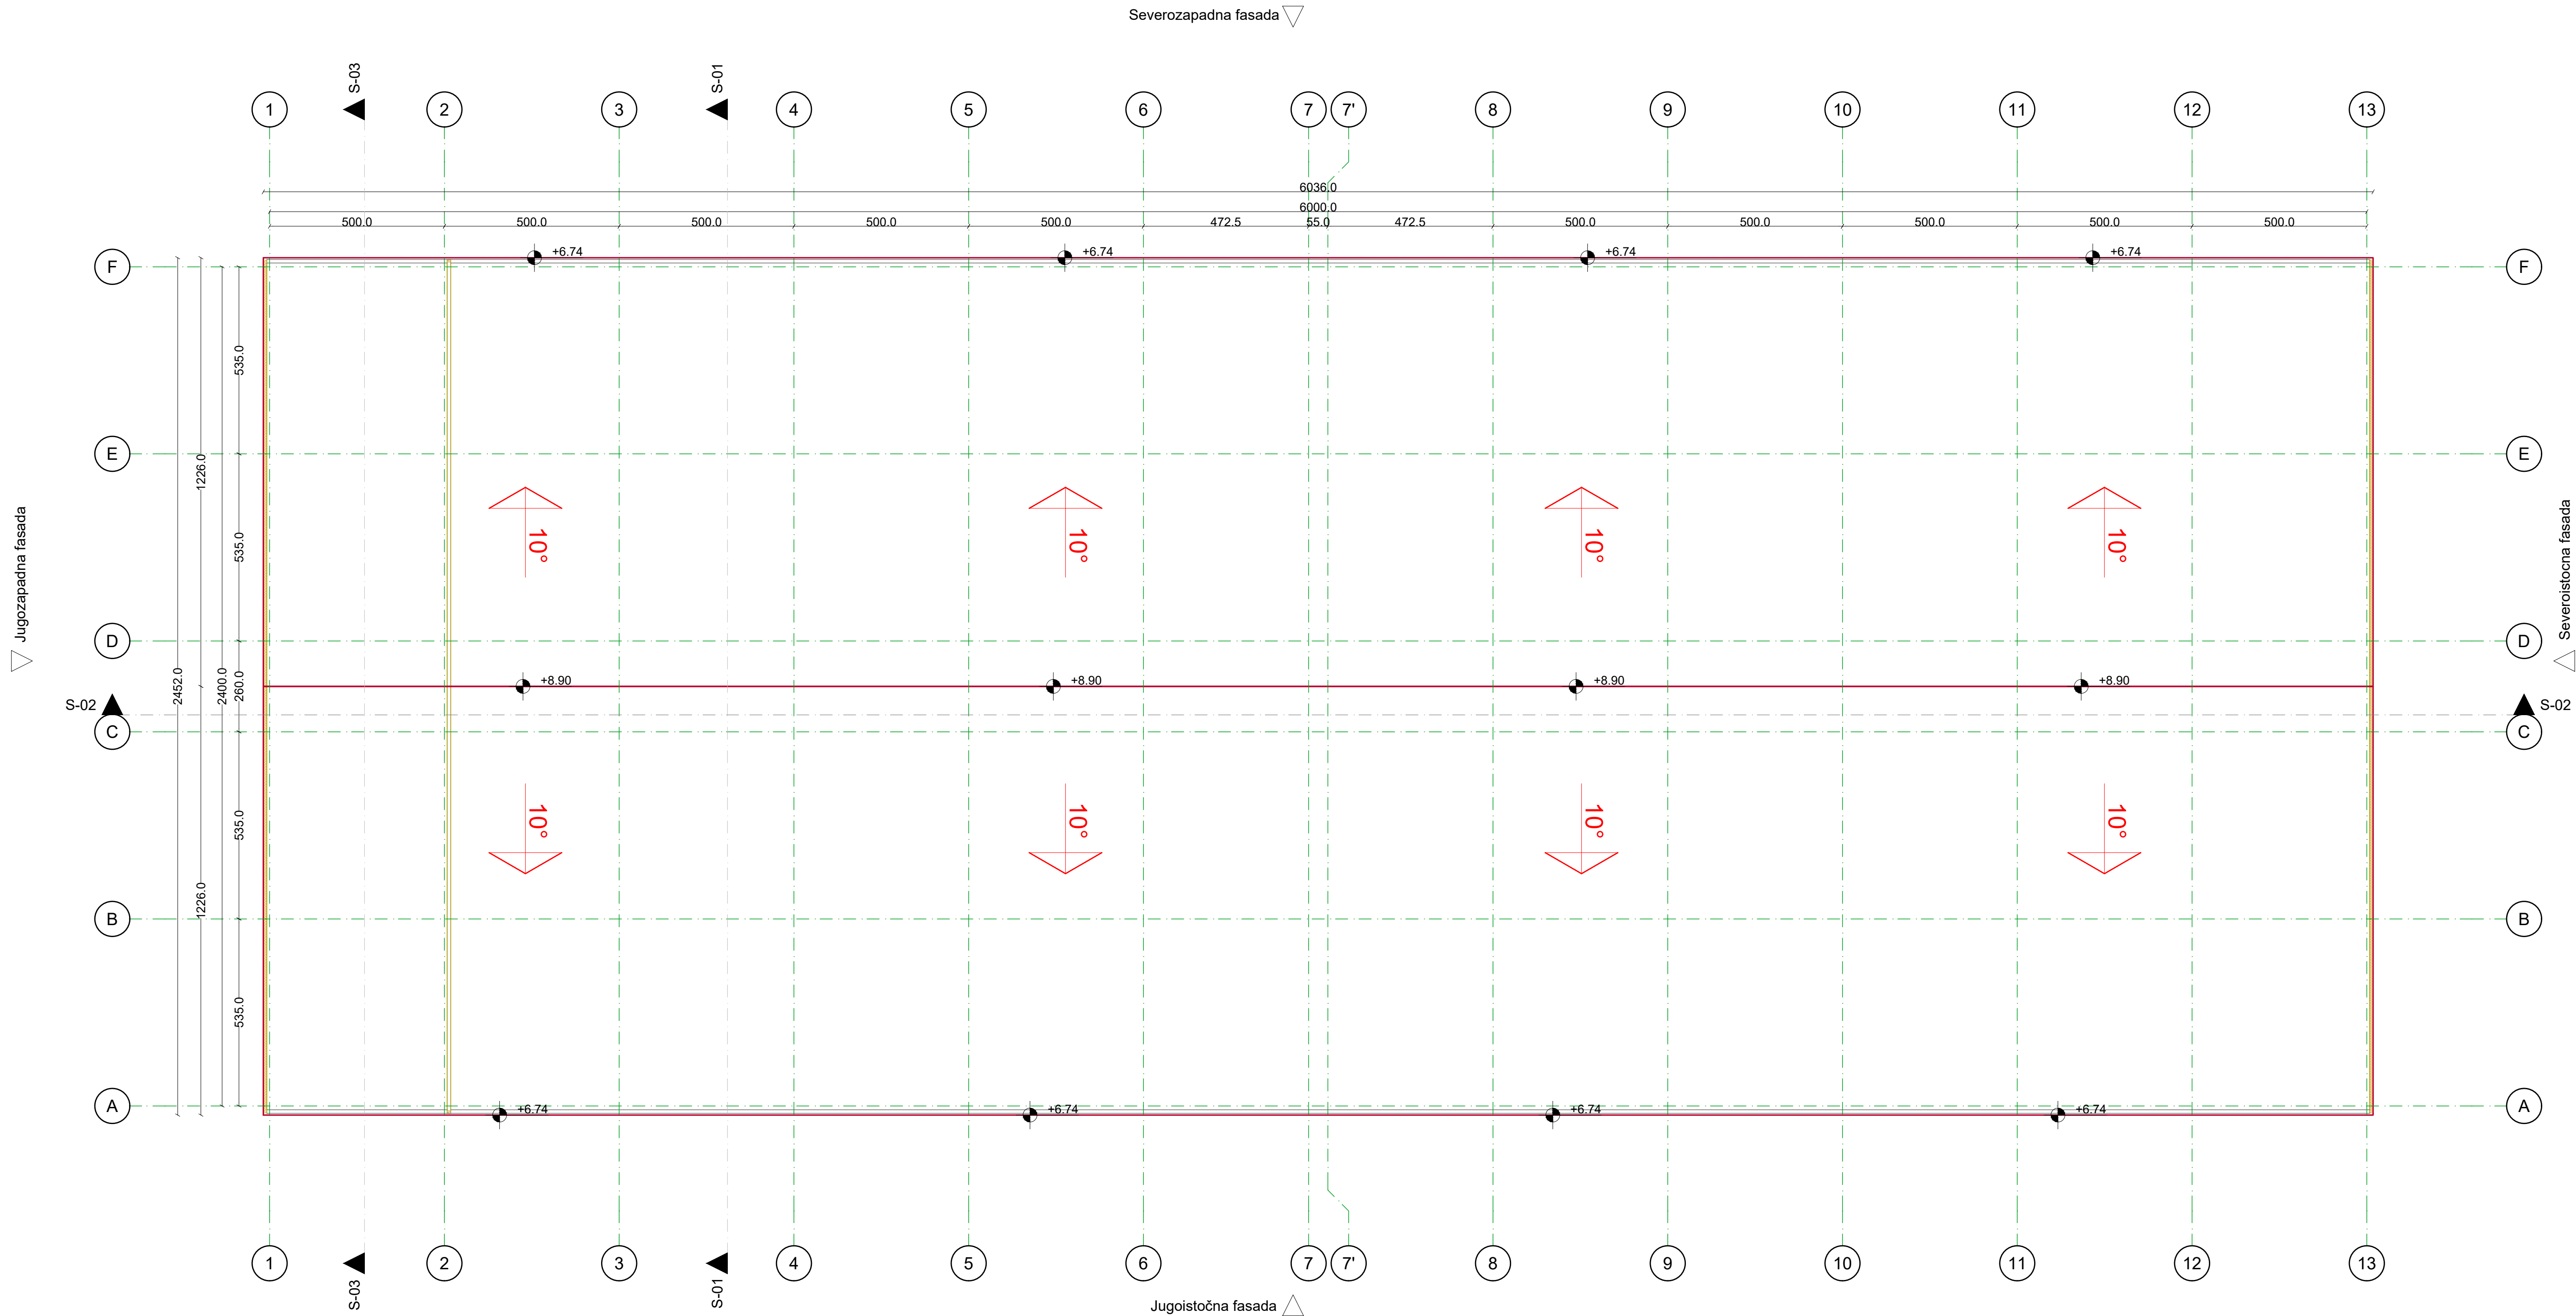 Severozapadna fasada
S-03
S-01
1 2 3 4 5 6 7 7' 8 9 10 11 12 13
6036.0
6000.0
500.0 500.0 500.0 500.0 500.0 500.0 472.5 55.0 472.5 500.0 500.0 500.0 500.0 500.0
+6.74 +6.74 +6.74 +6.74
F F
535.0
E E
1226.0
10° 10° 10° 10°
535.0
Jugozapadna fasada
Severoistocna fasada
D D
2452.0
2400.0
260.0
+8.90 +8.90 +8.90 +8.90
S-02 S-02
C C
535.0
10° 10° 10° 10°
1226.0
B B
535.0
A A
+6.74 +6.74 +6.74 +6.74
1 2 3 4 5 6 7 7' 8 9 10 11 12 13
S-03
S-01
Jugoistočna fasada